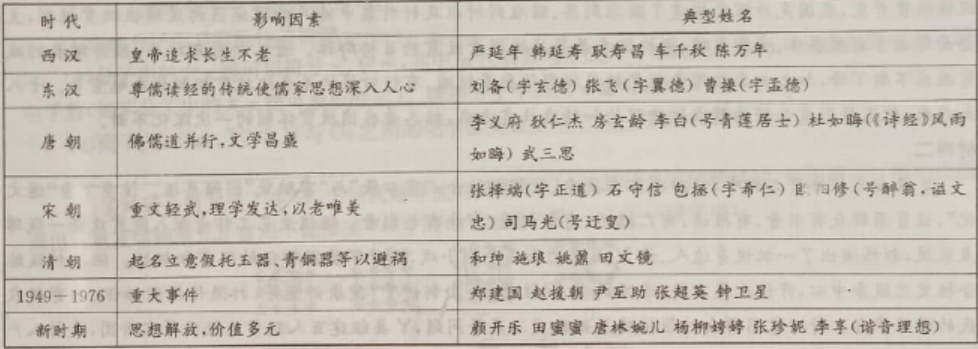 时代 影响因素 典型姓名
西汉 皇帝追求长生不老 严延年 韩延寿 耿寿昌 车千秋 陈万年
东汉 尊儒读经的传统使儒家思想深入人心 刘备(字玄德) 张飞(字翼德) 曹操(字孟德)
唐朝 佛儒道并行,文学昌盛 李义府 狄仁杰 房玄龄 李白(号青莲居士) 杜如晦(《诗经》风雨
如晦) 武三思
宋朝 重文轻武,理学发达,以老唯美 张择端(字正道) 石守信 包拯(字希仁) 阳修(号醉翁,谥文
忠) 司马光(号迂叟)
清朝 起名立意假托玉器、青铜器等以避祸 和珅 施琅 姚鼐 田文镜
1949-1976 重大事件 郑建国 赵援朝 尹互助 张超英 钟卫星
新时期 思想解放,价值多元 颜开乐 田蜜蜜 唐林婉儿 杨柳婷婷 张珍妮 李享(谐音理想)